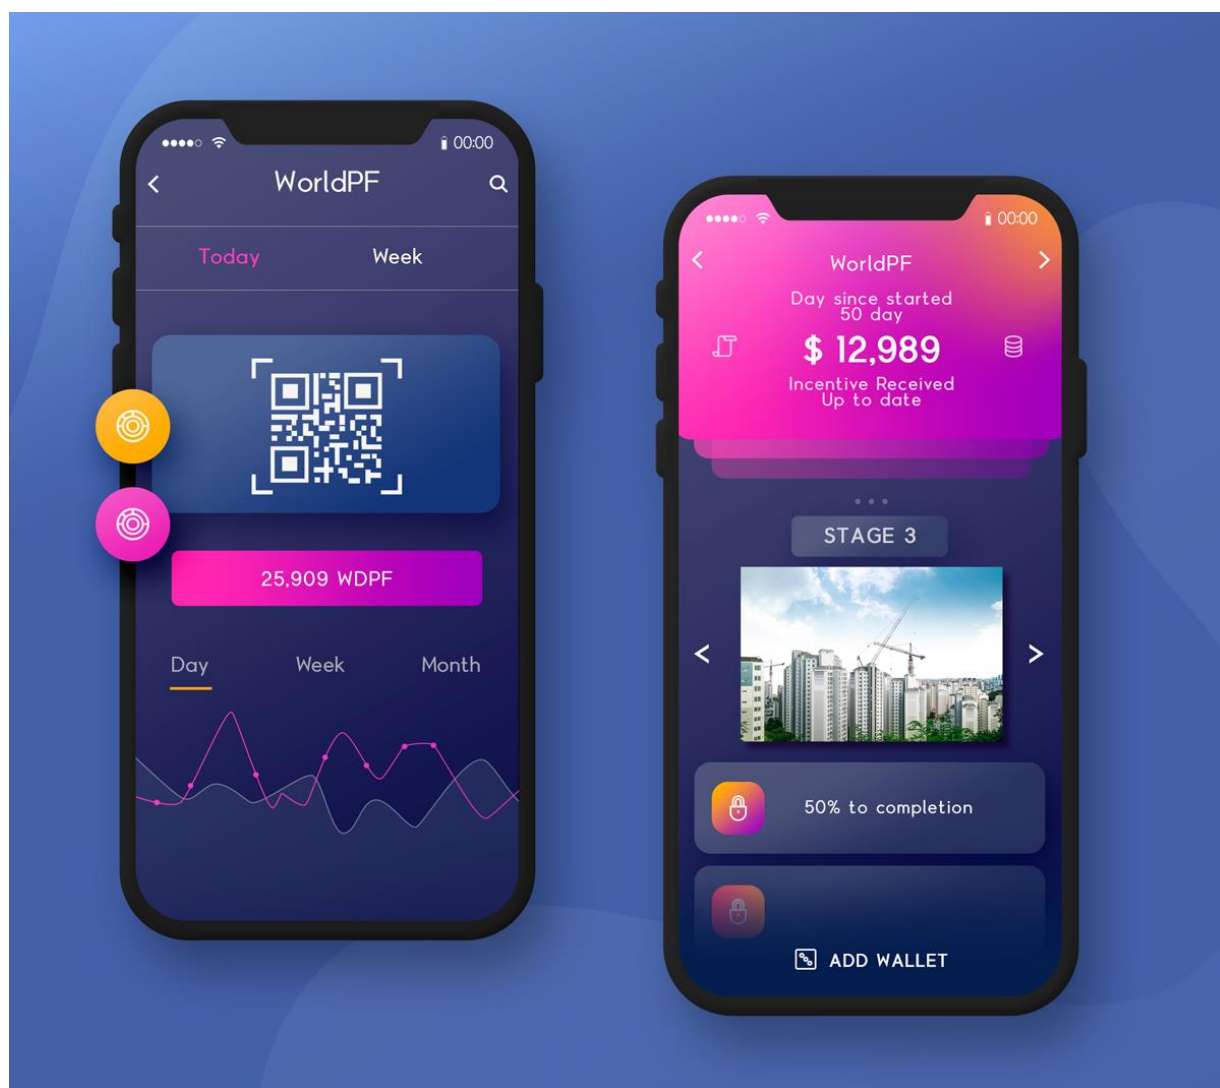 00:00
WorldPF
Today Week
25,909 WDPF
Day Week Month
00:00
WorldPF
Day since started
50 day
$ 12,989
Incentive Received
Up to date
STAGE 3
50% to completion
ADD WALLET